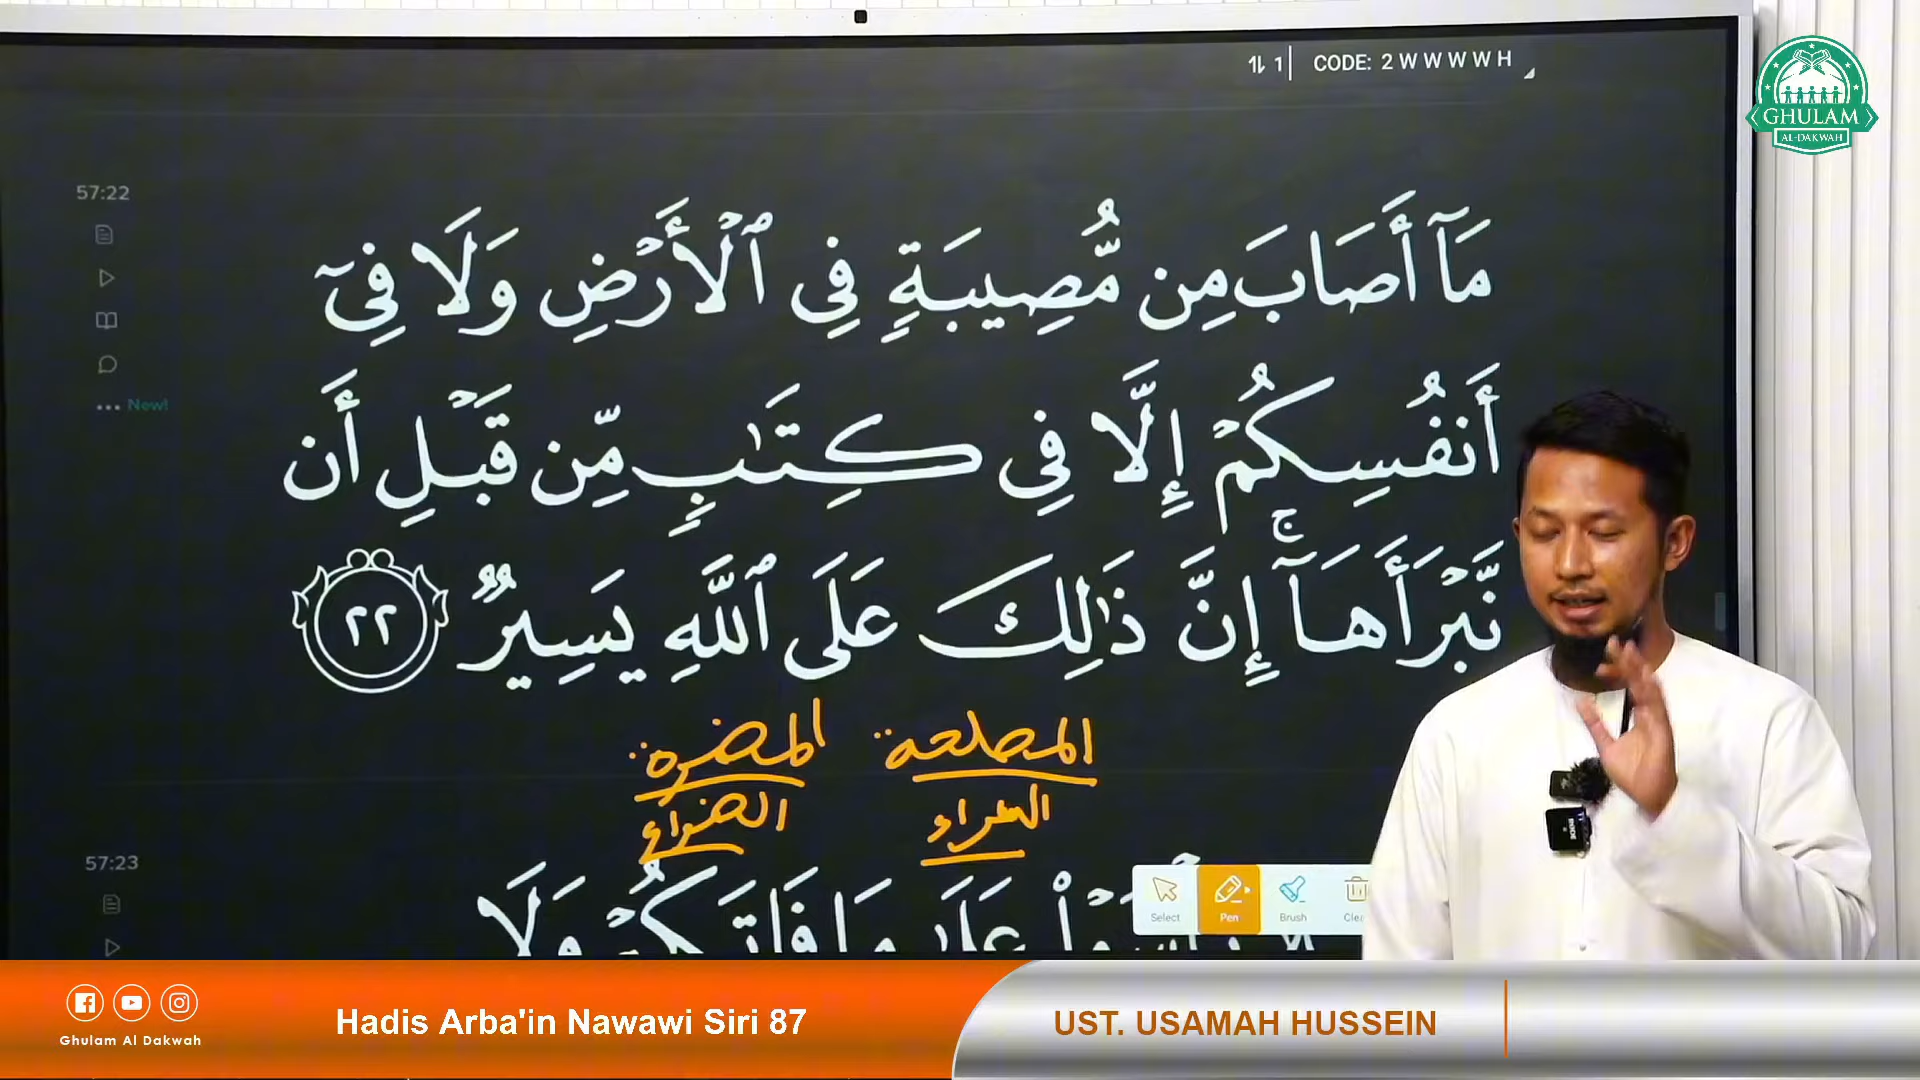 1 CODE: 2 W W W W H
GHULAM
AL-DAKWAH
57:22
مَآ أَصَابَ مِن مُّصِيبَةٍ فِى ٱلْأَرْضِ وَلَا فِىٓ
أَنفُسِكُمْ إِلَّا فِى كِتَٰبٍ مِّن قَبْلِ أَن
نَّبْرَأَهَآ ۚ إِنَّ ذَٰلِكَ عَلَى ٱللَّهِ يَسِيرٌ ٢٢
New!
المصلحة المضرة
الضراء
57:23
عَلَىٰ مَا فَاتَكُمْ وَلَا
Select Pen Brush
Ghulam Al Dakwah
Hadis Arba'in Nawawi Siri 87
UST. USAMAH HUSSEIN